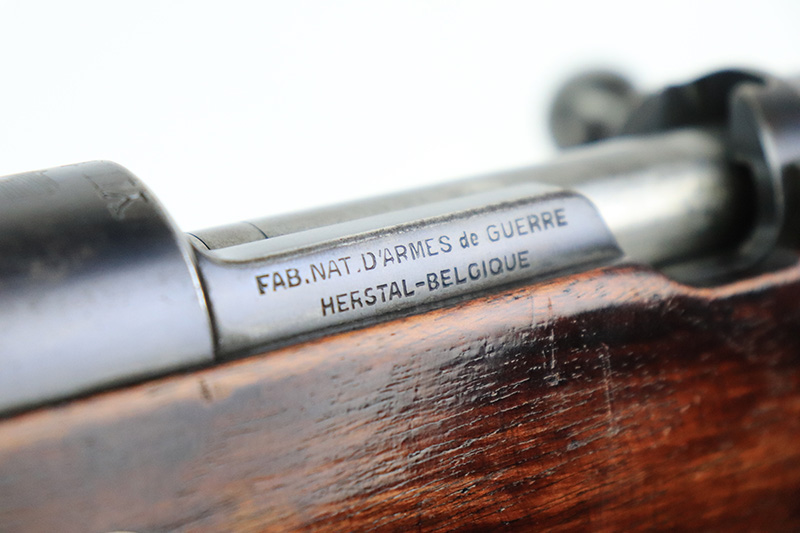 FAB.NAT.D'ARMES de GUERRE
HERSTAL-BELGIQUE